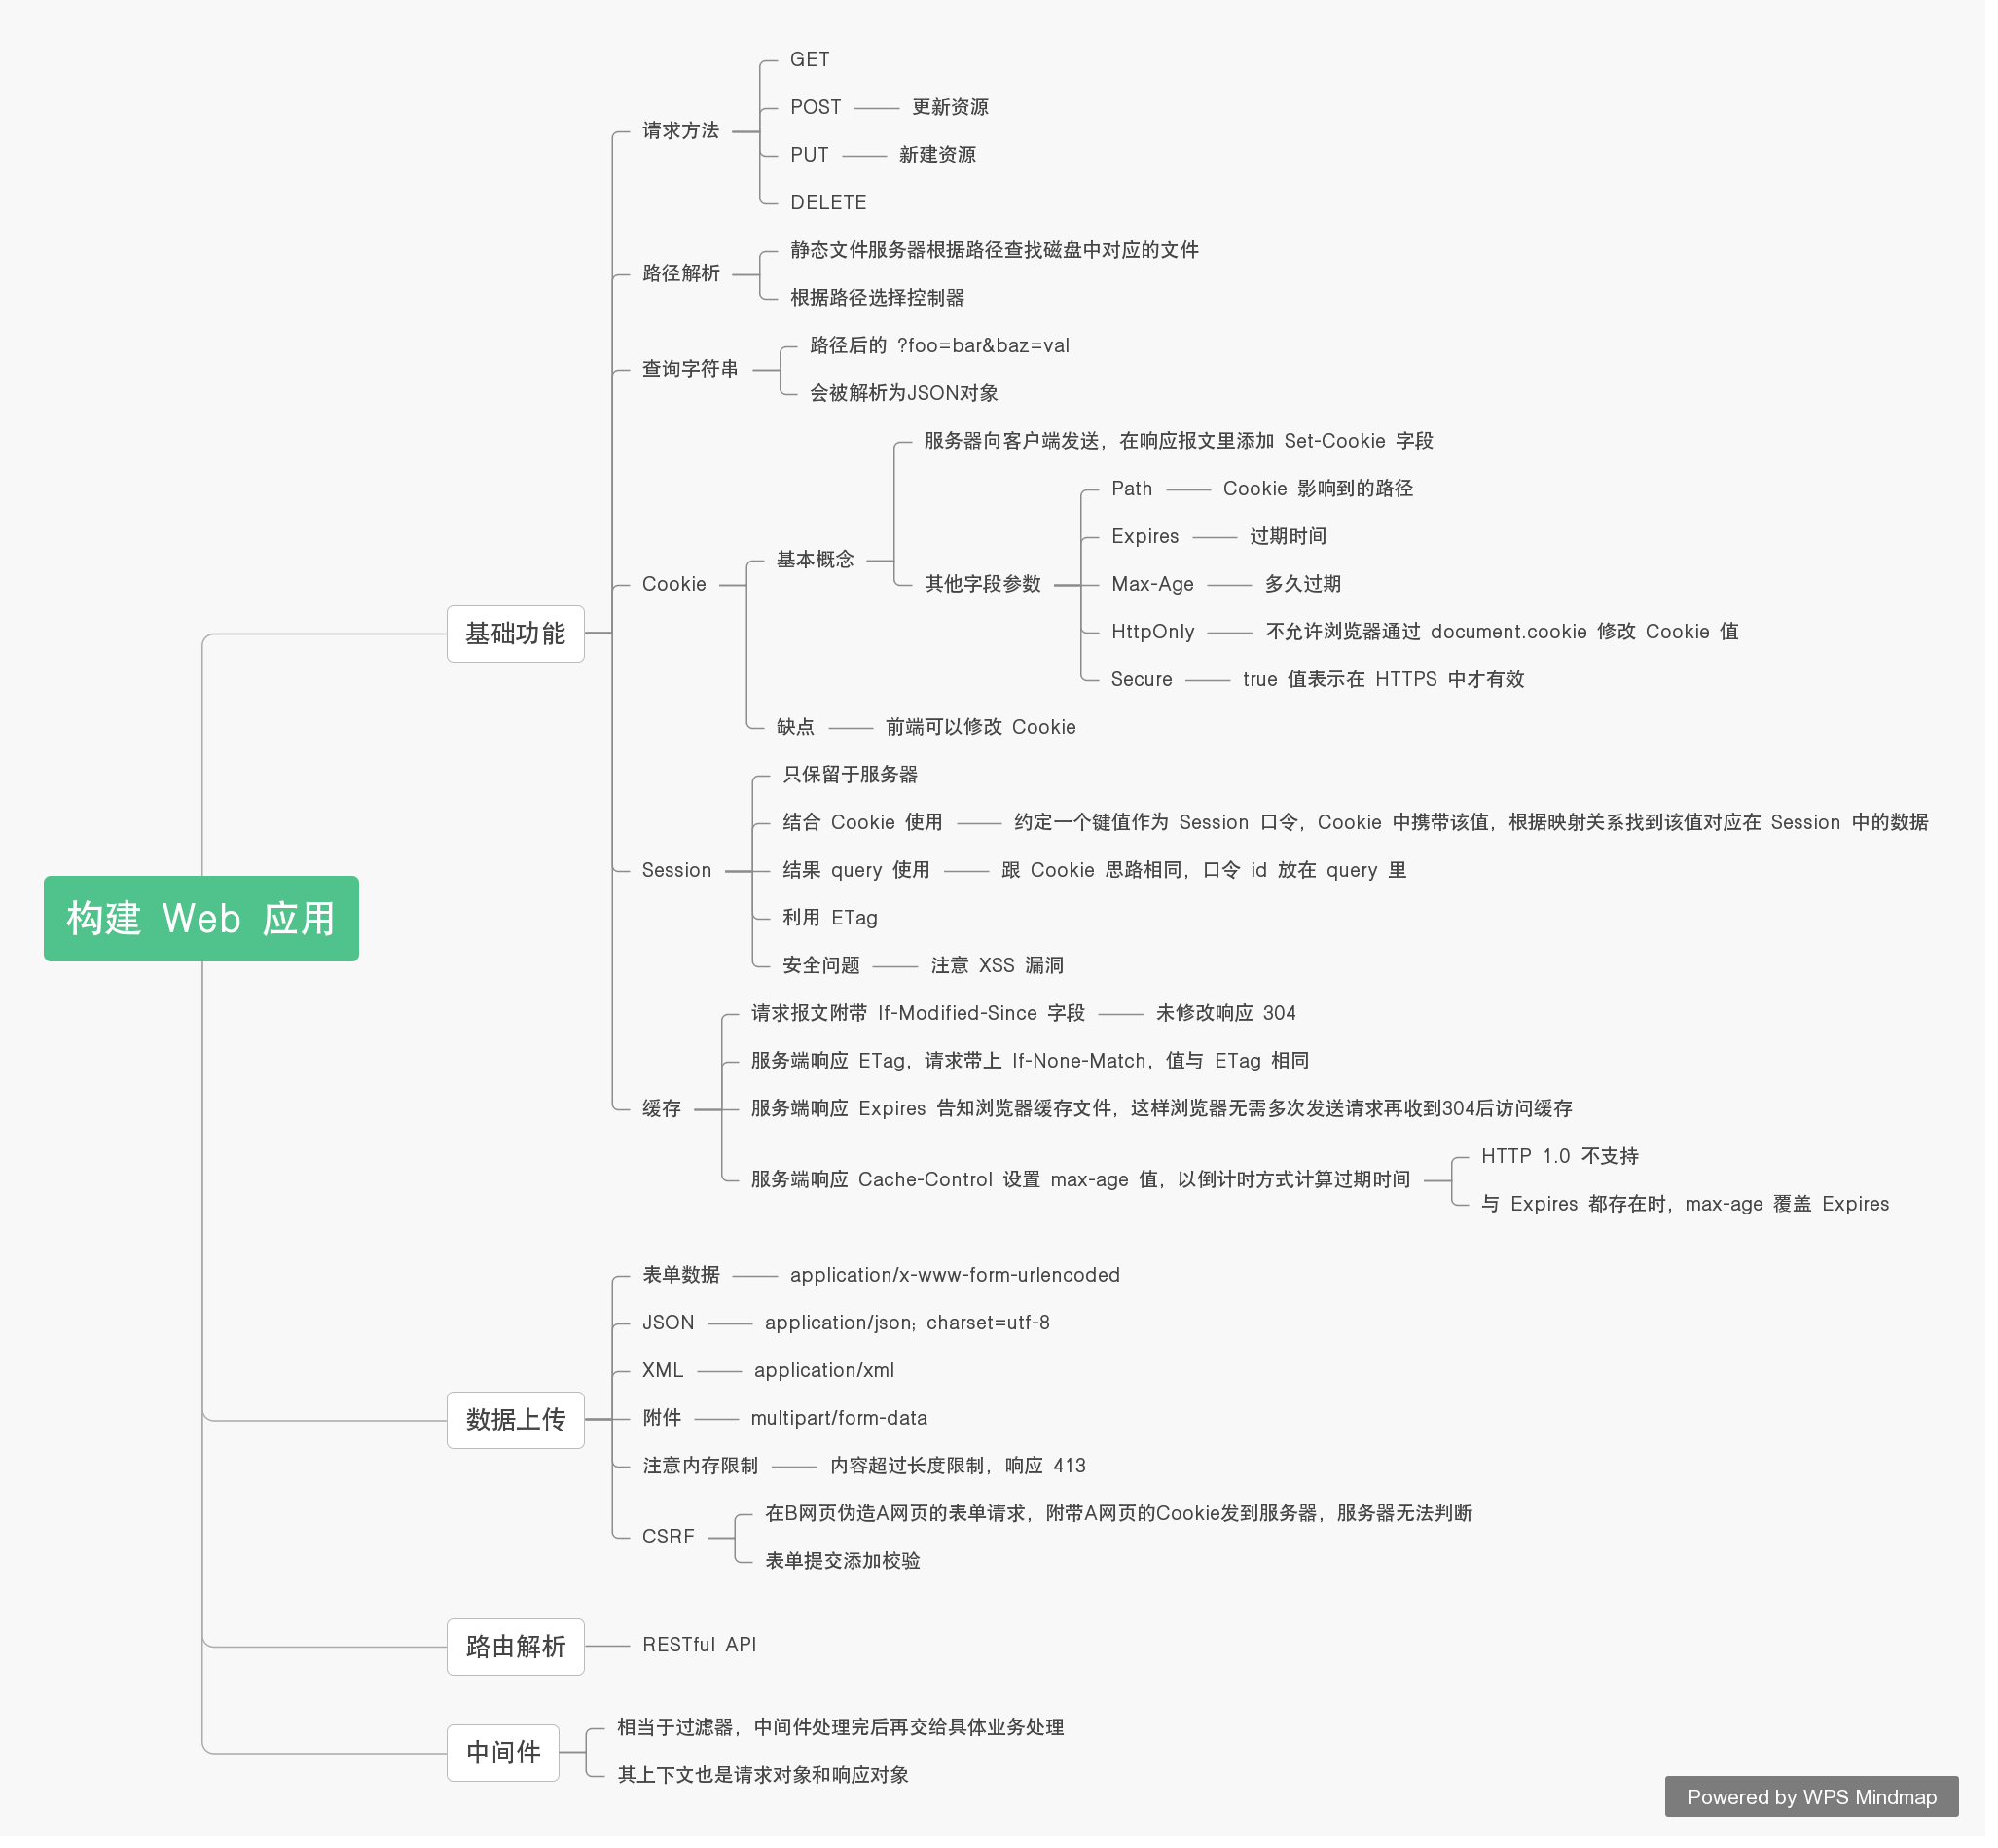 构建 Web 应用
基础功能
请求方法
GET
POST
更新资源
PUT
新建资源
DELETE
路径解析
静态文件服务器根据路径查找磁盘中对应的文件
根据路径选择控制器
查询字符串
路径后的 ?foo=bar&baz=val
会被解析为JSON对象
Cookie
基本概念
服务器向客户端发送，在响应报文里添加 Set-Cookie 字段
其他字段参数
Path
Cookie 影响到的路径
Expires
过期时间
Max-Age
多久过期
HttpOnly
不允许浏览器通过 document.cookie 修改 Cookie 值
Secure
true 值表示在 HTTPS 中才有效
缺点
前端可以修改 Cookie
Session
只保留于服务器
结合 Cookie 使用
约定一个键值作为 Session 口令，Cookie 中携带该值，根据映射关系找到该值对应在 Session 中的数据
结果 query 使用
跟 Cookie 思路相同，口令 id 放在 query 里
利用 ETag
安全问题
注意 XSS 漏洞
缓存
请求报文附带 If-Modified-Since 字段
未修改响应 304
服务端响应 ETag，请求带上 If-None-Match，值与 ETag 相同
服务端响应 Expires 告知浏览器缓存文件，这样浏览器无需多次发送请求再收到304后访问缓存
服务端响应 Cache-Control 设置 max-age 值，以倒计时方式计算过期时间
HTTP 1.0 不支持
与 Expires 都存在时，max-age 覆盖 Expires
数据上传
表单数据
application/x-www-form-urlencoded
JSON
application/json; charset=utf-8
XML
application/xml
附件
multipart/form-data
注意内存限制
内容超过长度限制，响应 413
CSRF
在B网页伪造A网页的表单请求，附带A网页的Cookie发到服务器，服务器无法判断
表单提交添加校验
路由解析
RESTful API
中间件
相当于过滤器，中间件处理完后再交给具体业务处理
其上下文也是请求对象和响应对象
Powered by WPS Mindmap